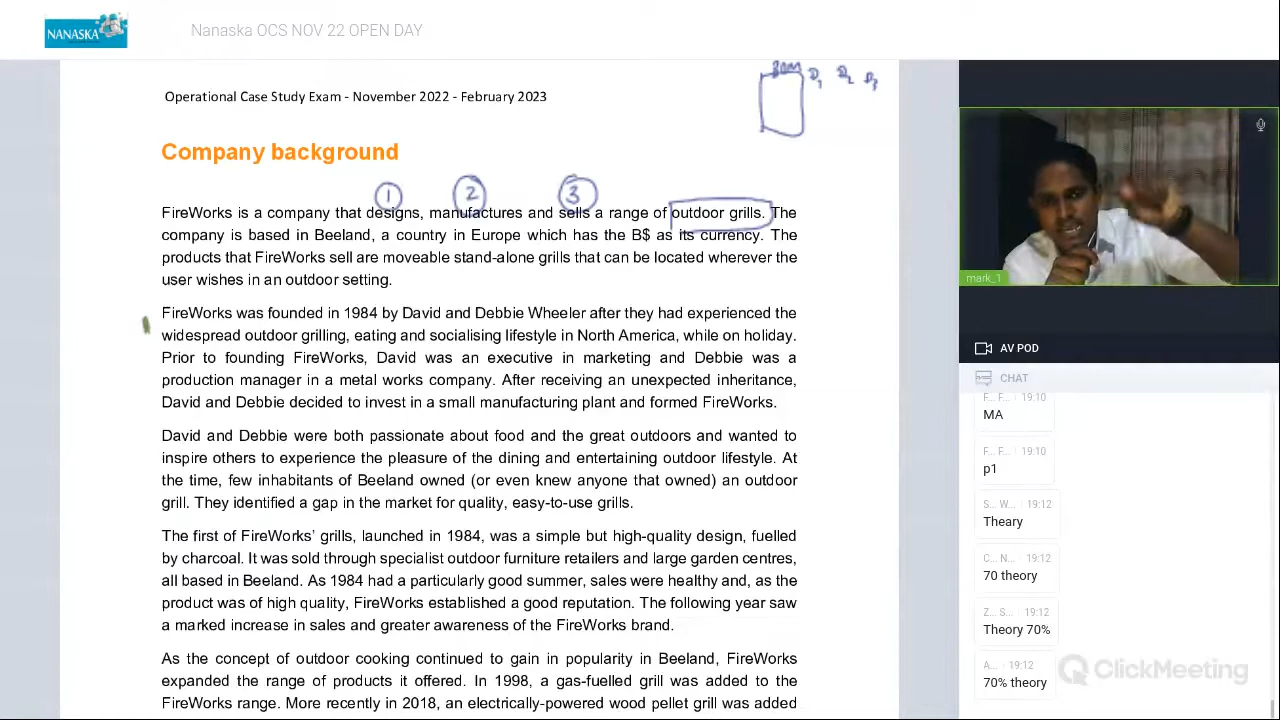 NANASKA
Nanaska OCS NOV 22 OPEN DAY
Operational Case Study Exam - November 2022 - February 2023
Company background
1 2 3
FireWorks is a company that designs, manufactures and sells a range of outdoor grills. The
company is based in Beeland, a country in Europe which has the B$ as its currency. The
products that FireWorks sell are moveable stand-alone grills that can be located wherever the
user wishes in an outdoor setting.
FireWorks was founded in 1984 by David and Debbie Wheeler after they had experienced the
widespread outdoor grilling, eating and socialising lifestyle in North America, while on holiday.
Prior to founding FireWorks, David was an executive in marketing and Debbie was a
production manager in a metal works company. After receiving an unexpected inheritance,
David and Debbie decided to invest in a small manufacturing plant and formed FireWorks.
David and Debbie were both passionate about food and the great outdoors and wanted to
inspire others to experience the pleasure of the dining and entertaining outdoor lifestyle. At
the time, few inhabitants of Beeland owned (or even knew anyone that owned) an outdoor
grill. They identified a gap in the market for quality, easy-to-use grills.
The first of FireWorks' grills, launched in 1984, was a simple but high-quality design, fuelled
by charcoal. It was sold through specialist outdoor furniture retailers and large garden centres,
all based in Beeland. As 1984 had a particularly good summer, sales were healthy and, as the
product was of high quality, FireWorks established a good reputation. The following year saw
a marked increase in sales and greater awareness of the FireWorks brand.
As the concept of outdoor cooking continued to gain in popularity in Beeland, FireWorks
expanded the range of products it offered. In 1998, a gas-fuelled grill was added to the
FireWorks range. More recently in 2018, an electrically-powered wood pellet grill was added
mark_1
AV POD
CHAT
F... F... 19:10
MA
F... F... 19:10
p1
S... W... 19:12
Theary
C... N... 19:12
70 theory
Z... S... 19:12
Theory 70%
A... 19:12
70% theory
ClickMeeting